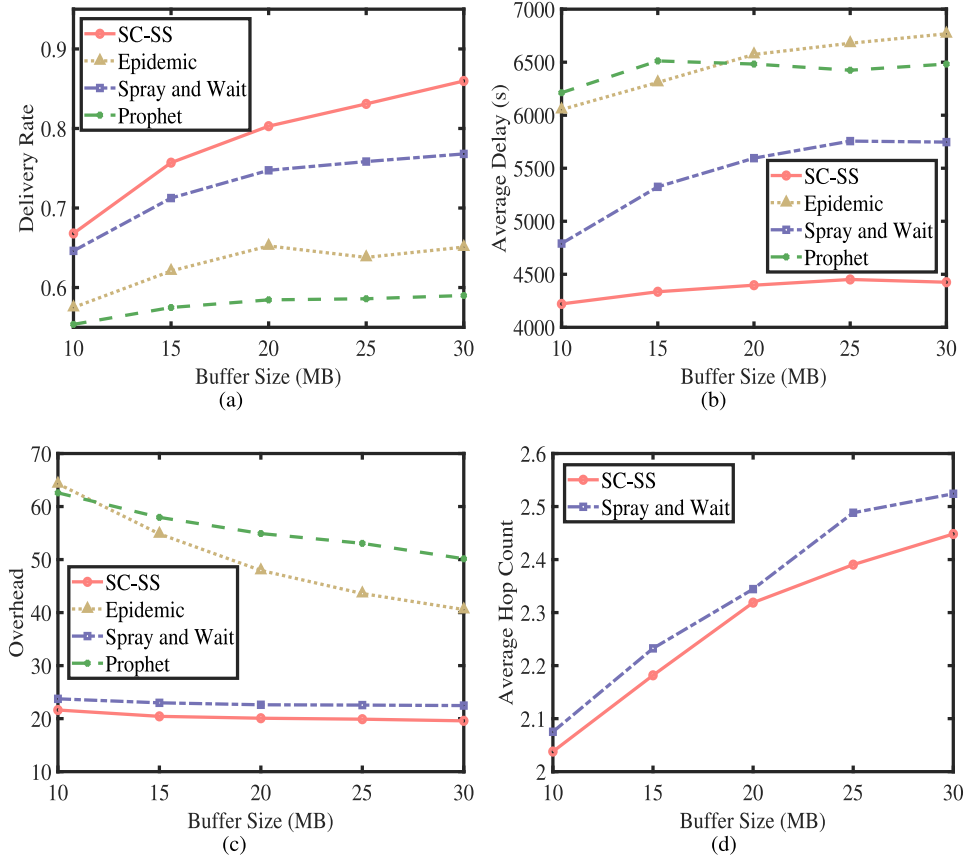 0.9
0.8
0.7
0.6
Delivery Rate
SC-SS
Epidemic
Spray and Wait
Prophet
10 15 20 25 30
Buffer Size (MB)
(a)
7000
6500
6000
5500
5000
4500
4000
Average Delay (s)
SC-SS
Epidemic
Spray and Wait
Prophet
10 15 20 25 30
Buffer Size (MB)
(b)
70
60
50
40
30
20
10
Overhead
SC-SS
Epidemic
Spray and Wait
Prophet
10 15 20 25 30
Buffer Size (MB)
(c)
2.6
2.5
2.4
2.3
2.2
2.1
2
Average Hop Count
SC-SS
Spray and Wait
10 15 20 25 30
Buffer Size (MB)
(d)